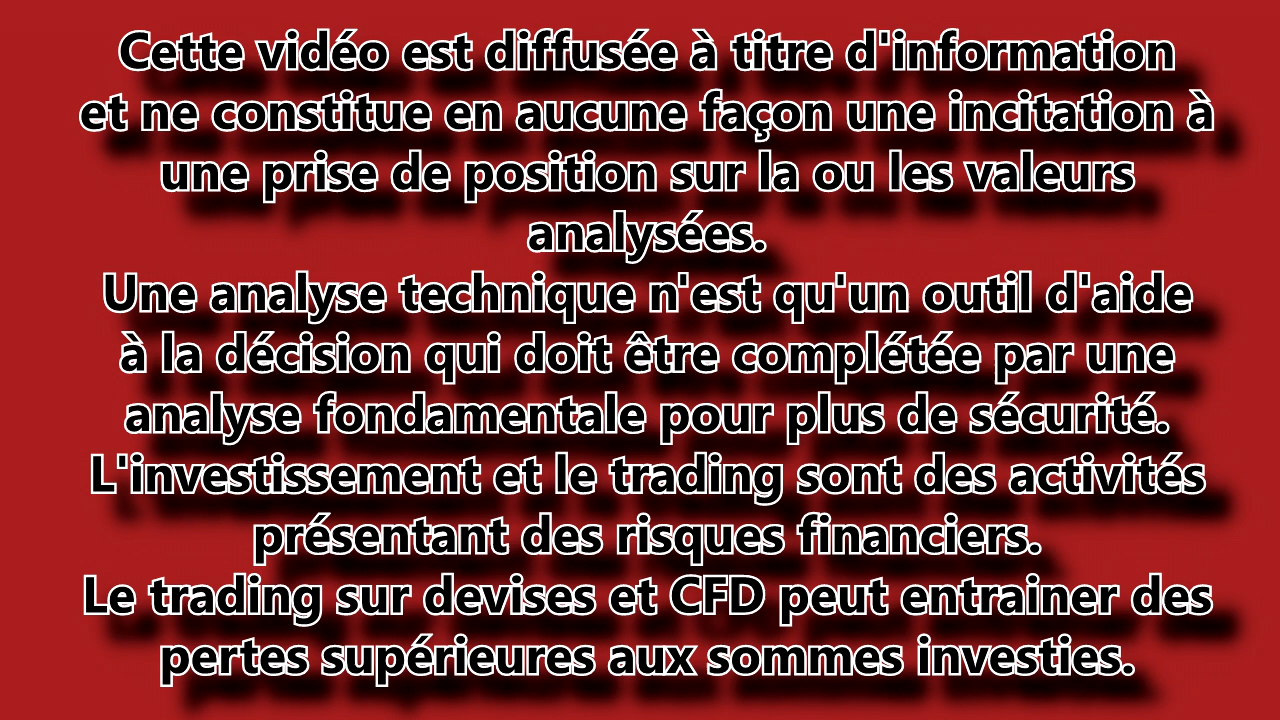 Cette vidéo est diffusée à titre d'information
et ne constitue en aucune façon une incitation à
une prise de position sur la ou les valeurs
analysées.
Une analyse technique n'est qu'un outil d'aide
à la décision qui doit être complétée par une
analyse fondamentale pour plus de sécurité.
L'investissement et le trading sont des activités
présentant des risques financiers.
Le trading sur devises et CFD peut entrainer des
pertes supérieures aux sommes investies.